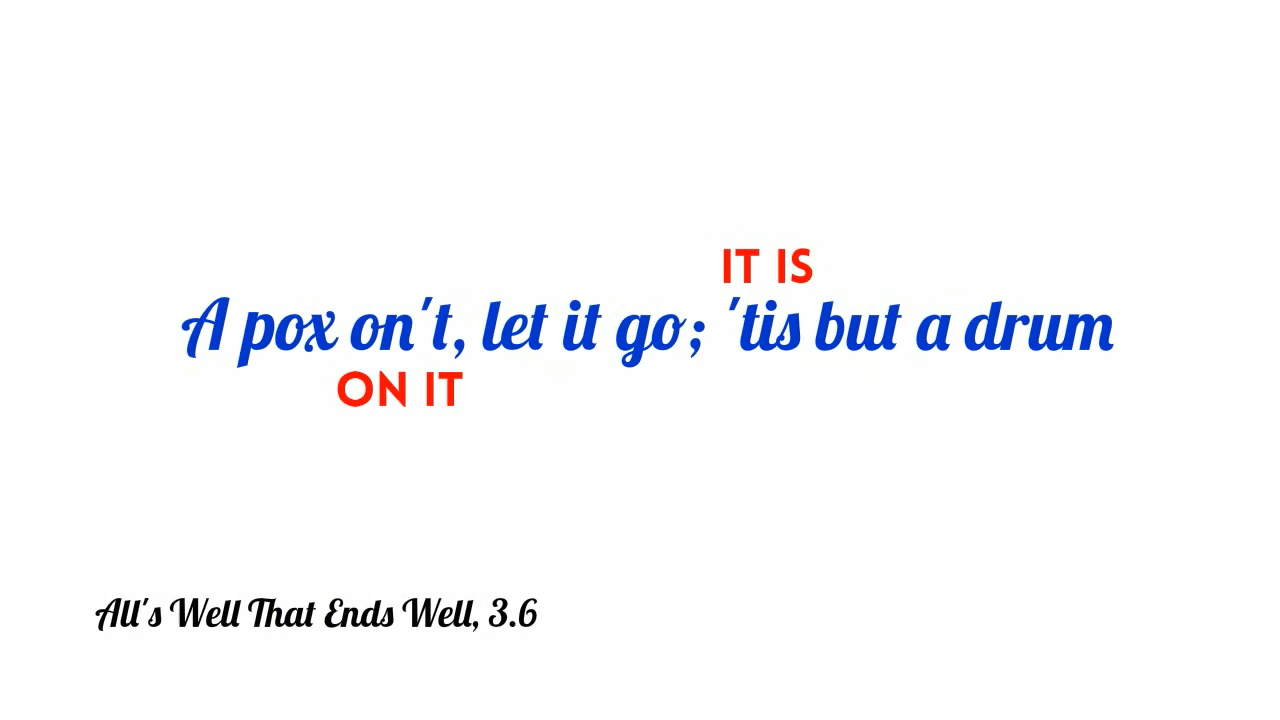 IT IS
A pox on't, let it go; 'tis but a drum
ON IT
All's Well That Ends Well, 3.6